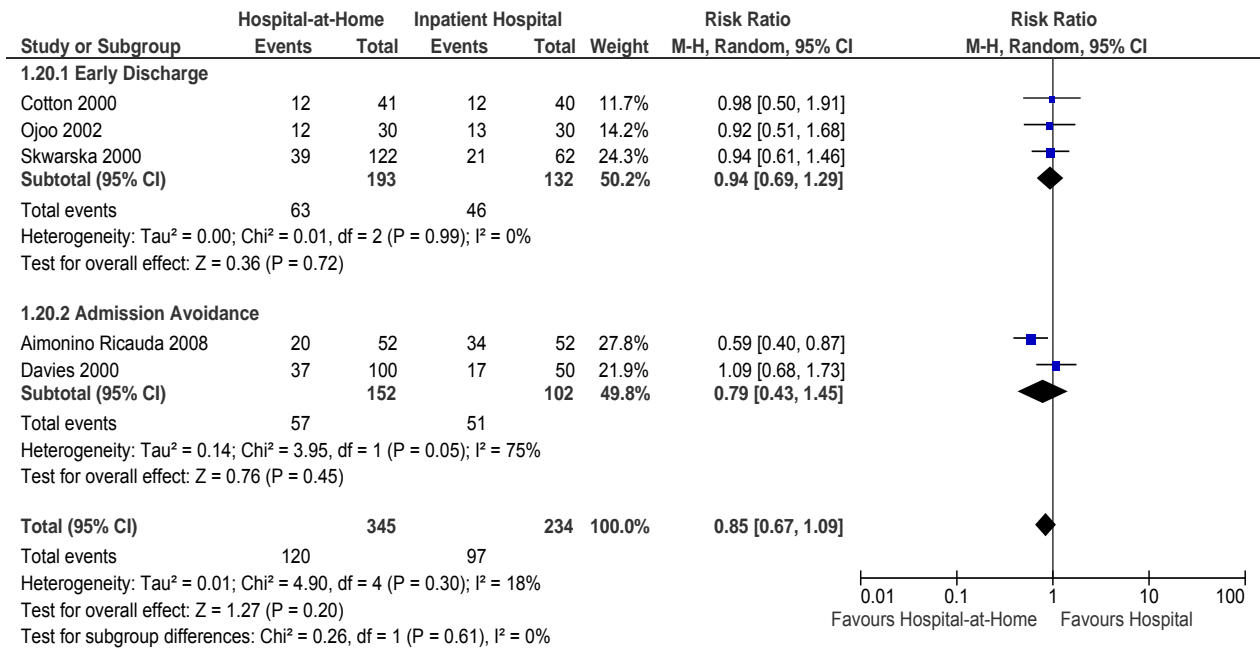 Hospital-at-Home Inpatient Hospital Risk Ratio Risk Ratio
Study or Subgroup Events Total Events Total Weight M-H, Random, 95% CI M-H, Random, 95% CI
1.20.1 Early Discharge
Cotton 2000 12 41 12 40 11.7% 0.98 [0.50, 1.91]
Ojoo 2002 12 30 13 30 14.2% 0.92 [0.51, 1.68]
Skwarska 2000 39 122 21 62 24.3% 0.94 [0.61, 1.46]
Subtotal (95% CI) 193 132 50.2% 0.94 [0.69, 1.29]
Total events 63 46
Heterogeneity: Tau² = 0.00; Chi² = 0.01, df = 2 (P = 0.99); I² = 0%
Test for overall effect: Z = 0.36 (P = 0.72)
1.20.2 Admission Avoidance
Aimonino Ricauda 2008 20 52 34 52 27.8% 0.59 [0.40, 0.87]
Davies 2000 37 100 17 50 21.9% 1.09 [0.68, 1.73]
Subtotal (95% CI) 152 102 49.8% 0.79 [0.43, 1.45]
Total events 57 51
Heterogeneity: Tau² = 0.14; Chi² = 3.95, df = 1 (P = 0.05); I² = 75%
Test for overall effect: Z = 0.76 (P = 0.45)
Total (95% CI) 345 234 100.0% 0.85 [0.67, 1.09]
Total events 120 97
Heterogeneity: Tau² = 0.01; Chi² = 4.90, df = 4 (P = 0.30); I² = 18%
Test for overall effect: Z = 1.27 (P = 0.20)
Test for subgroup differences: Chi² = 0.26, df = 1 (P = 0.61), I² = 0%
0.01 0.1 1 10 100
Favours Hospital-at-Home Favours Hospital